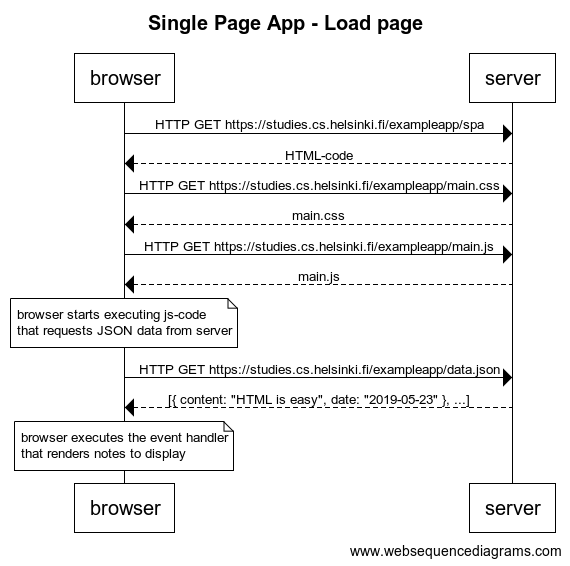 Single Page App - Load page
browser
server
HTTP GET https://studies.cs.helsinki.fi/exampleapp/spa
HTML-code
HTTP GET https://studies.cs.helsinki.fi/exampleapp/main.css
main.css
HTTP GET https://studies.cs.helsinki.fi/exampleapp/main.js
main.js
browser starts executing js-code
that requests JSON data from server
HTTP GET https://studies.cs.helsinki.fi/exampleapp/data.json
[{ content: "HTML is easy", date: "2019-05-23" }, ...]
browser executes the event handler
that renders notes to display
browser
server
www.websequencediagrams.com